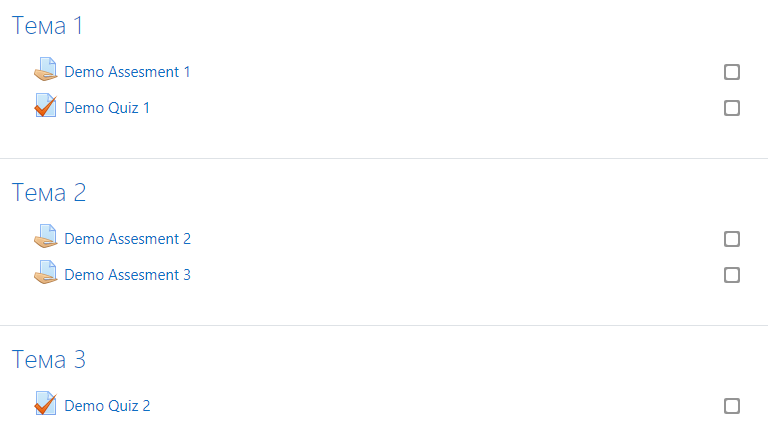 Тема 1
Demo Assesment 1
Demo Quiz 1
Тема 2
Demo Assesment 2
Demo Assesment 3
Тема 3
Demo Quiz 2